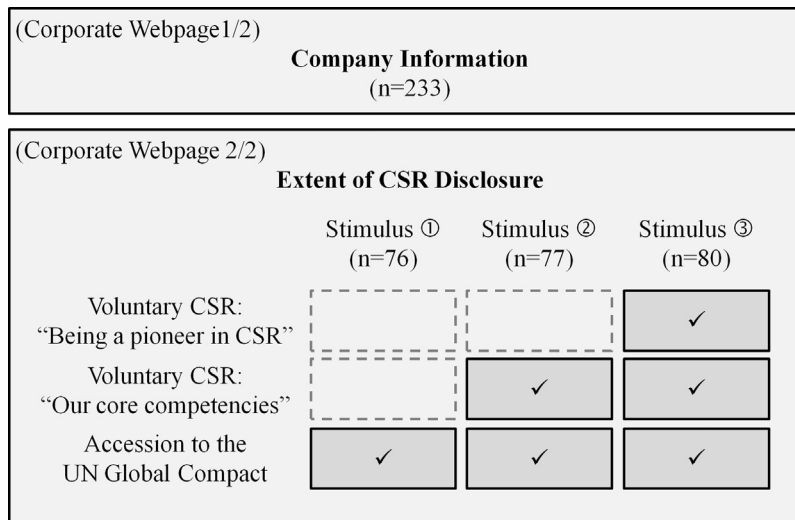 (Corporate Webpage1/2)
Company Information
(n=233)
(Corporate Webpage 2/2)
Extent of CSR Disclosure
Stimulus ① Stimulus ② Stimulus ③
(n=76) (n=77) (n=80)
Voluntary CSR:
“Being a pioneer in CSR” ✓
Voluntary CSR:
“Our core competencies” ✓ ✓
Accession to the
UN Global Compact ✓ ✓ ✓